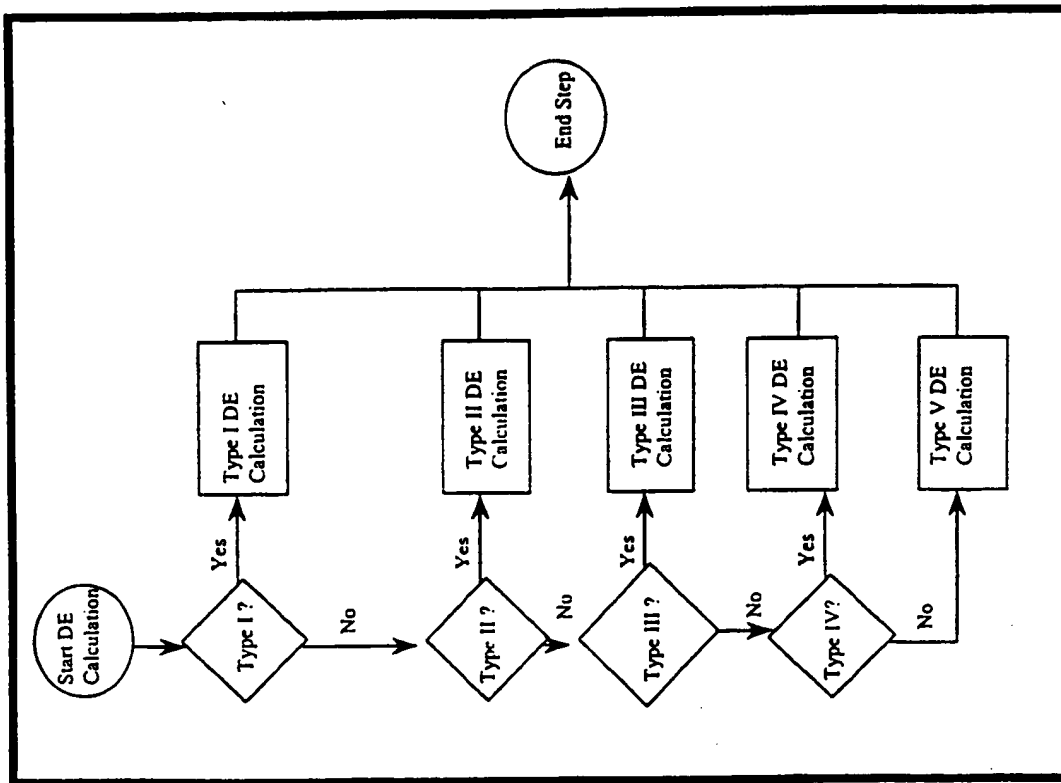 Start DE
Calculation
Type I ?
Yes
Type I DE
Calculation
No
Type II ?
Yes
Type II DE
Calculation
No
Type III ?
Yes
Type III DE
Calculation
No
Type IV?
Yes
Type IV DE
Calculation
No
Type V DE
Calculation
End Step